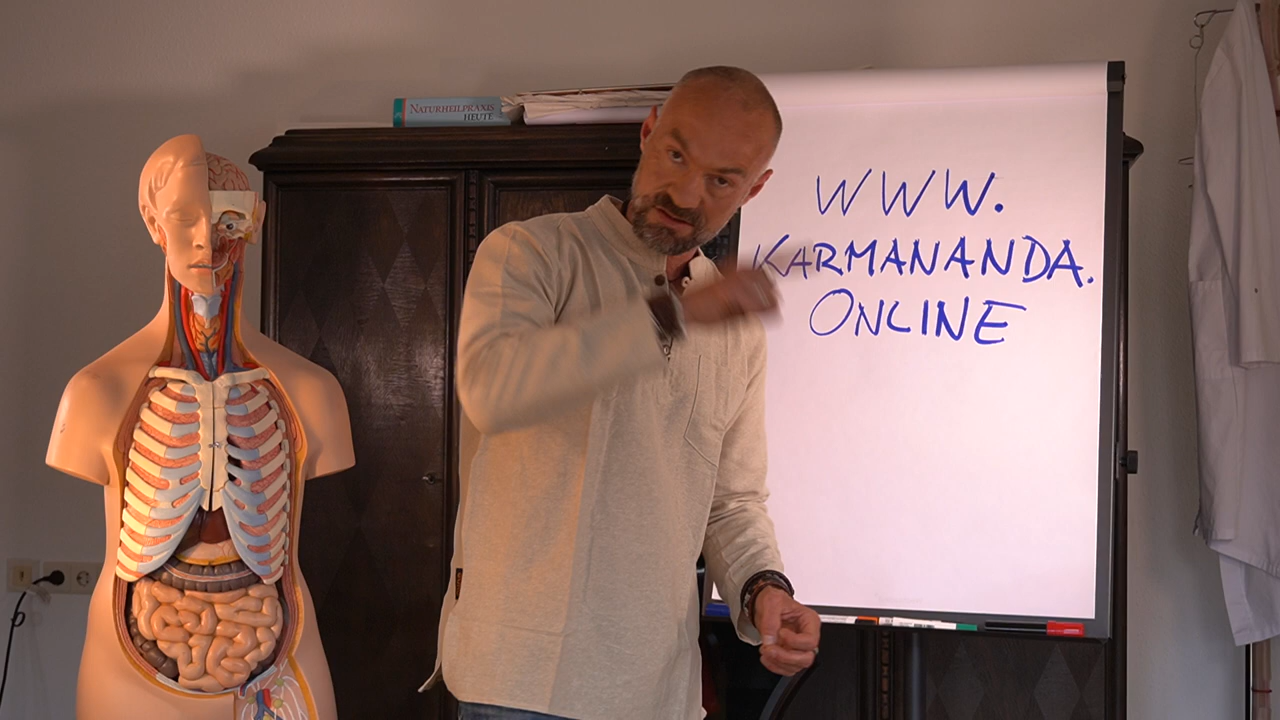 NATURHEILPRAXIS
HEUTE
WWW.
KARMANANDA.
ONLINE